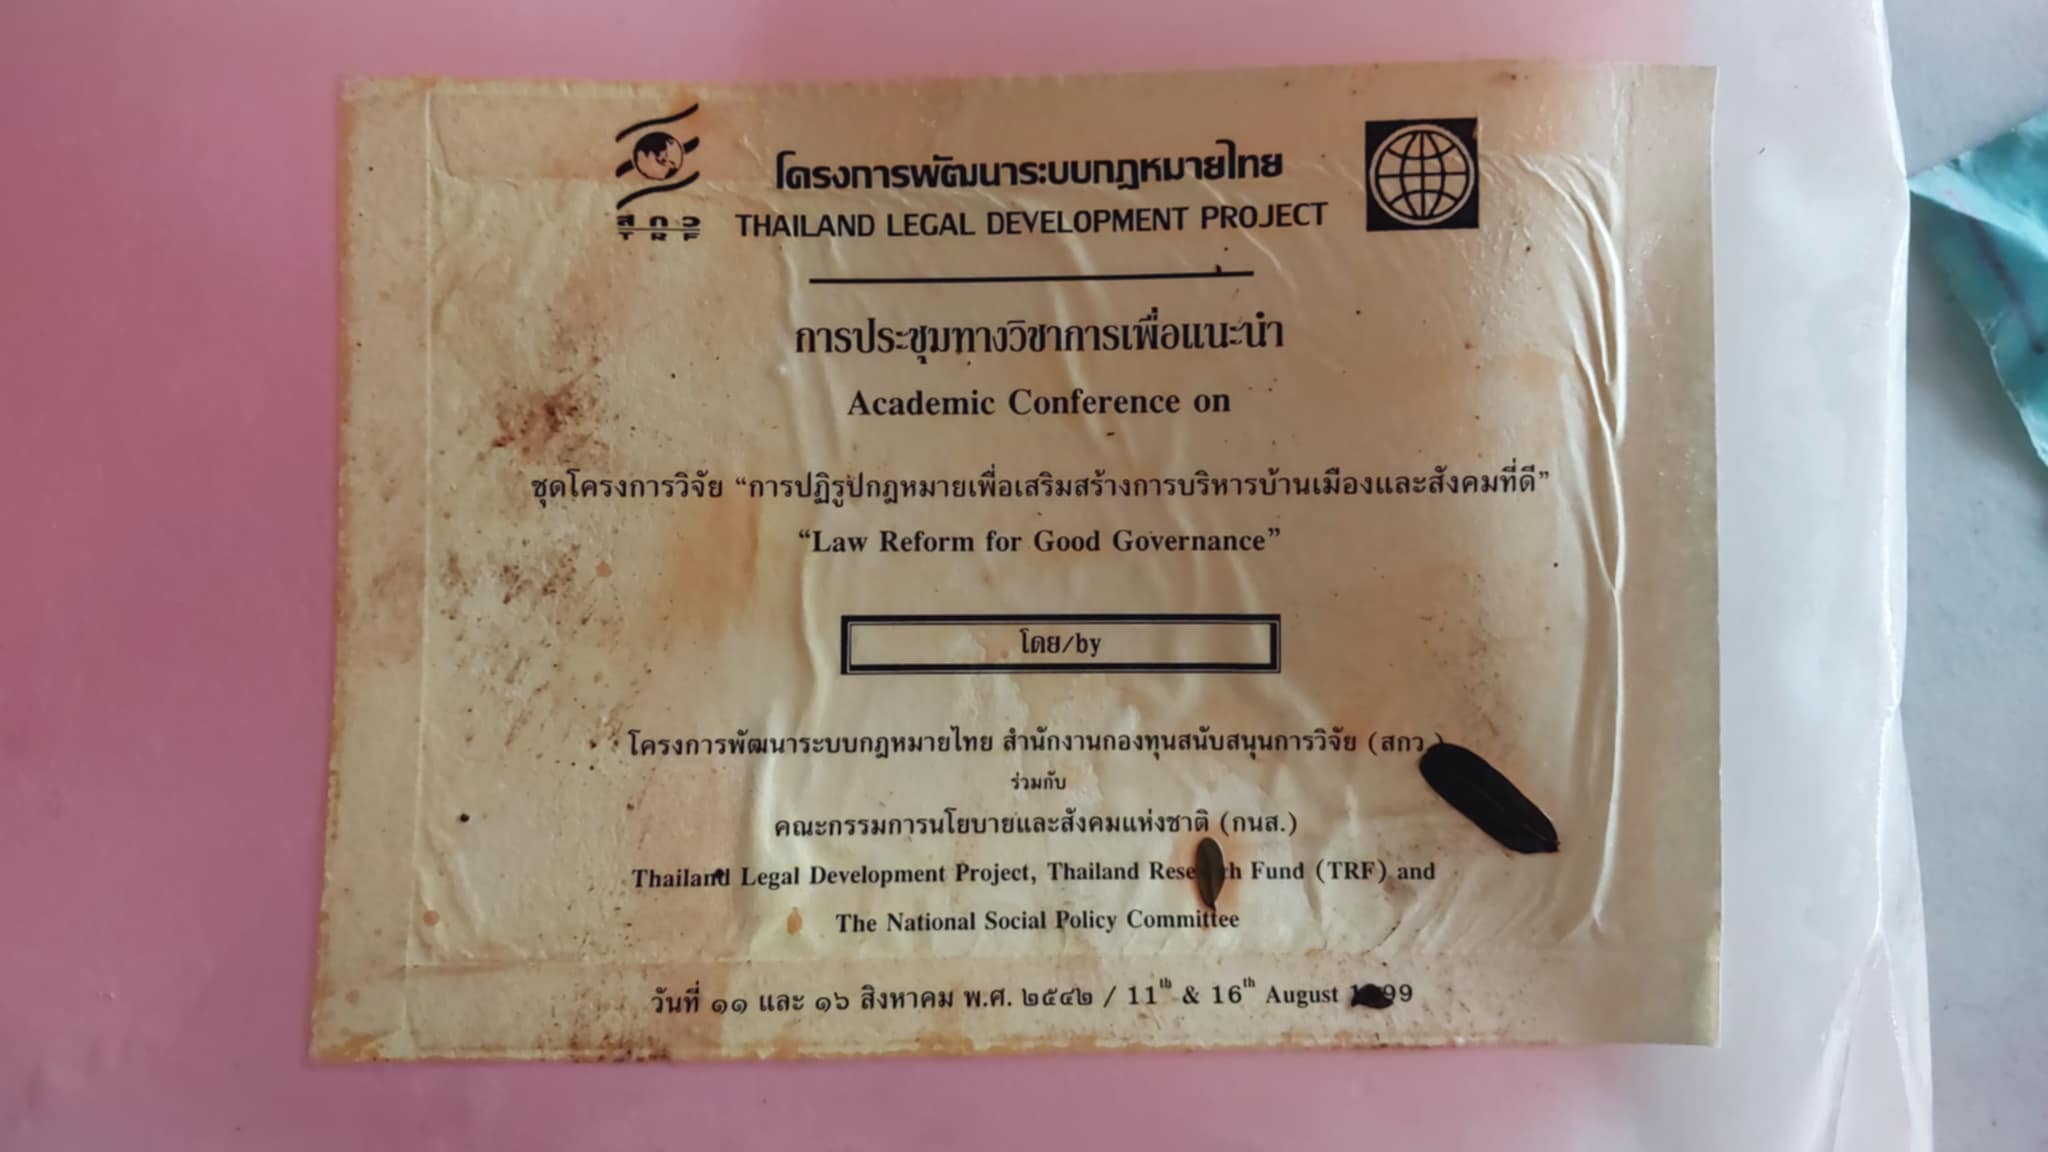 สกว
TRF
โครงการพัฒนาระบบกฎหมายไทย
THAILAND LEGAL DEVELOPMENT PROJECT
การประชุมทางวิชาการเพื่อแนะนำ
Academic Conference on
ชุดโครงการวิจัย “การปฏิรูปกฎหมายเพื่อเสริมสร้างการบริหารบ้านเมืองและสังคมที่ดี”
“Law Reform for Good Governance”
โดย/by
โครงการพัฒนาระบบกฎหมายไทย สำนักงานกองทุนสนับสนุนการวิจัย (สกว.)
ร่วมกับ
คณะกรรมการนโยบายและสังคมแห่งชาติ (กนส.)
Thailand Legal Development Project, Thailand Research Fund (TRF) and
The National Social Policy Committee
วันที่ ๑๑ และ ๑๖ สิงหาคม พ.ศ. ๒๕๔๒ / 11th & 16th August 1999